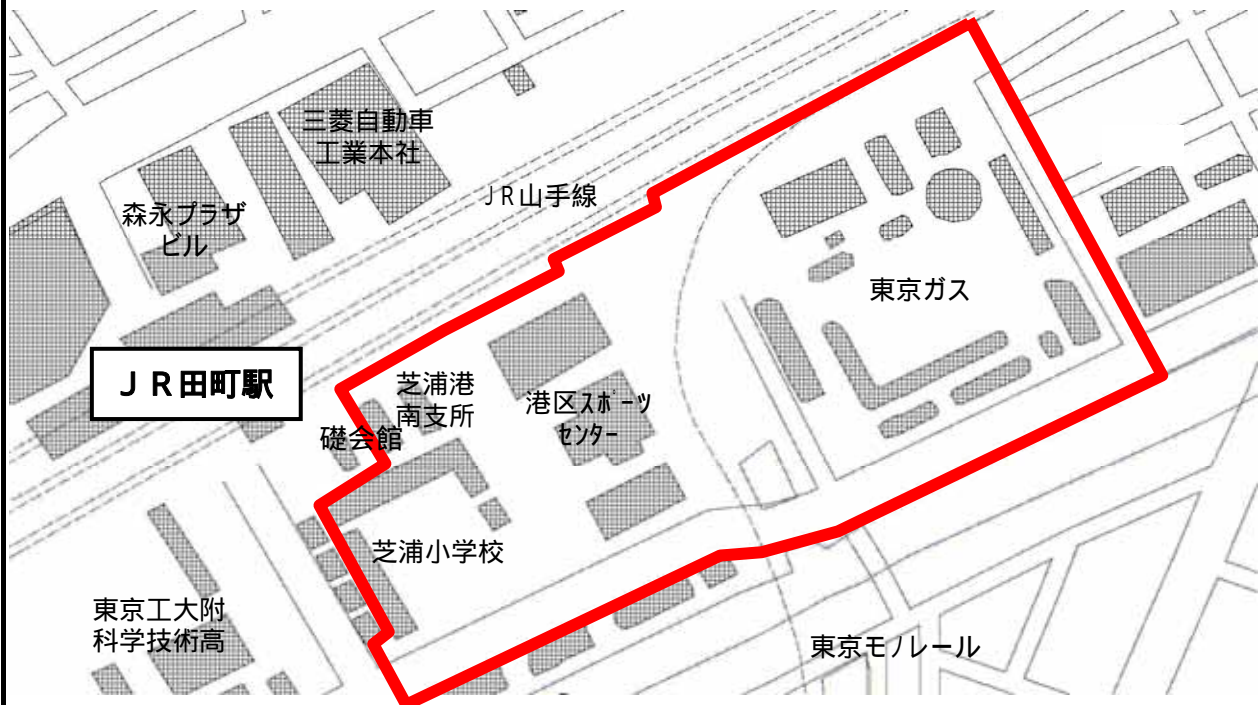 三菱自動車
工業本社
JR山手線
森永プラザ
ビル
東京ガス
JR田町駅
芝浦港
南支所
港区スポーツ
センター
礎会館
芝浦小学校
東京工大附
科学技術高
東京モノレール